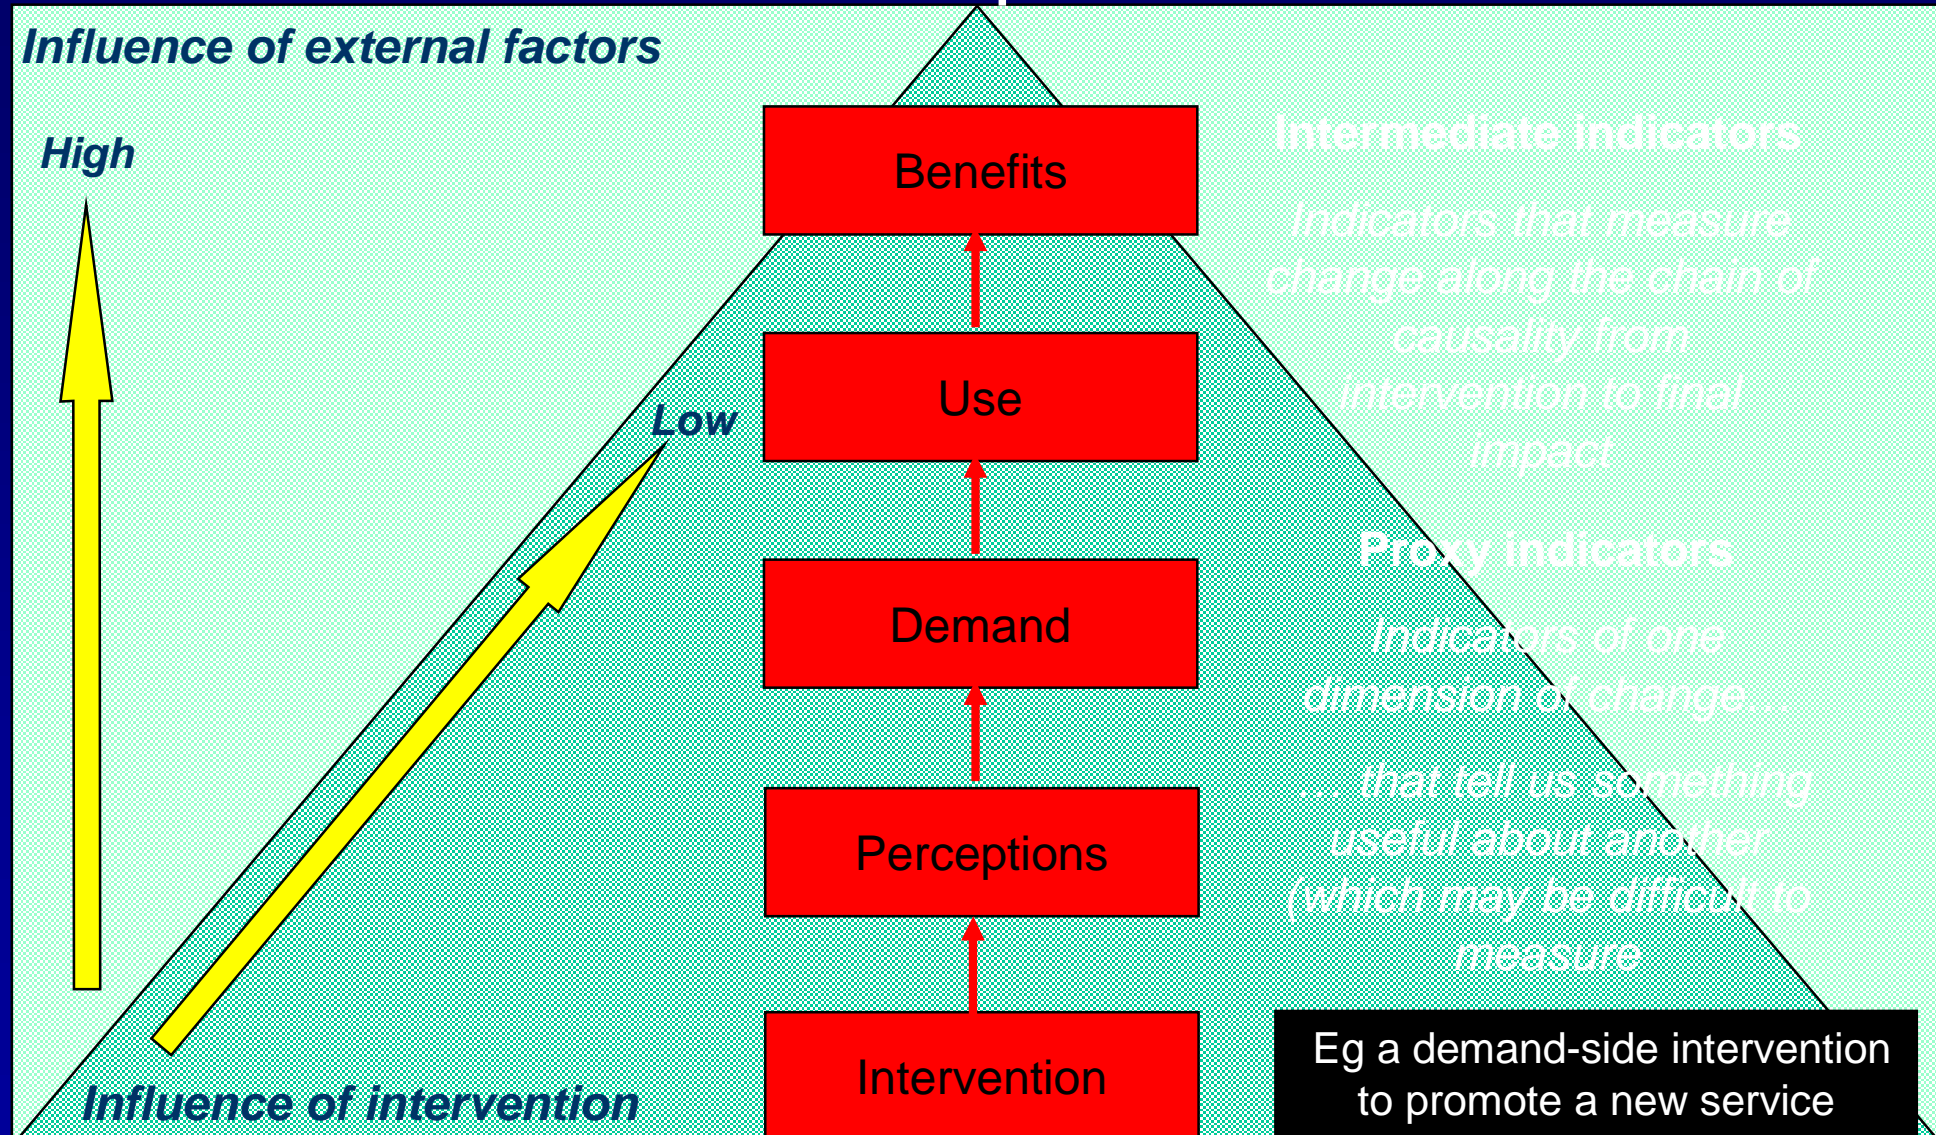 Influence of external factors
High
Low
Influence of intervention
Benefits
Use
Demand
Perceptions
Intervention
Intermediate indicators
Indicators that measure
change along the chain of
causality from
intervention to final
impact
Proxy indicators
Indicators of one
dimension of change…
… that tell us something
useful about another
(which may be difficult to
measure
Eg a demand-side intervention
to promote a new service